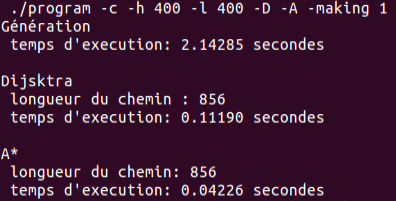 ./program -c -h 400 -l 400 -D -A -making 1
Génération
temps d'execution: 2.14285 secondes
Dijsktra
longueur du chemin : 856
temps d'execution: 0.11190 secondes
A*
longueur du chemin: 856
temps d'execution: 0.04226 secondes